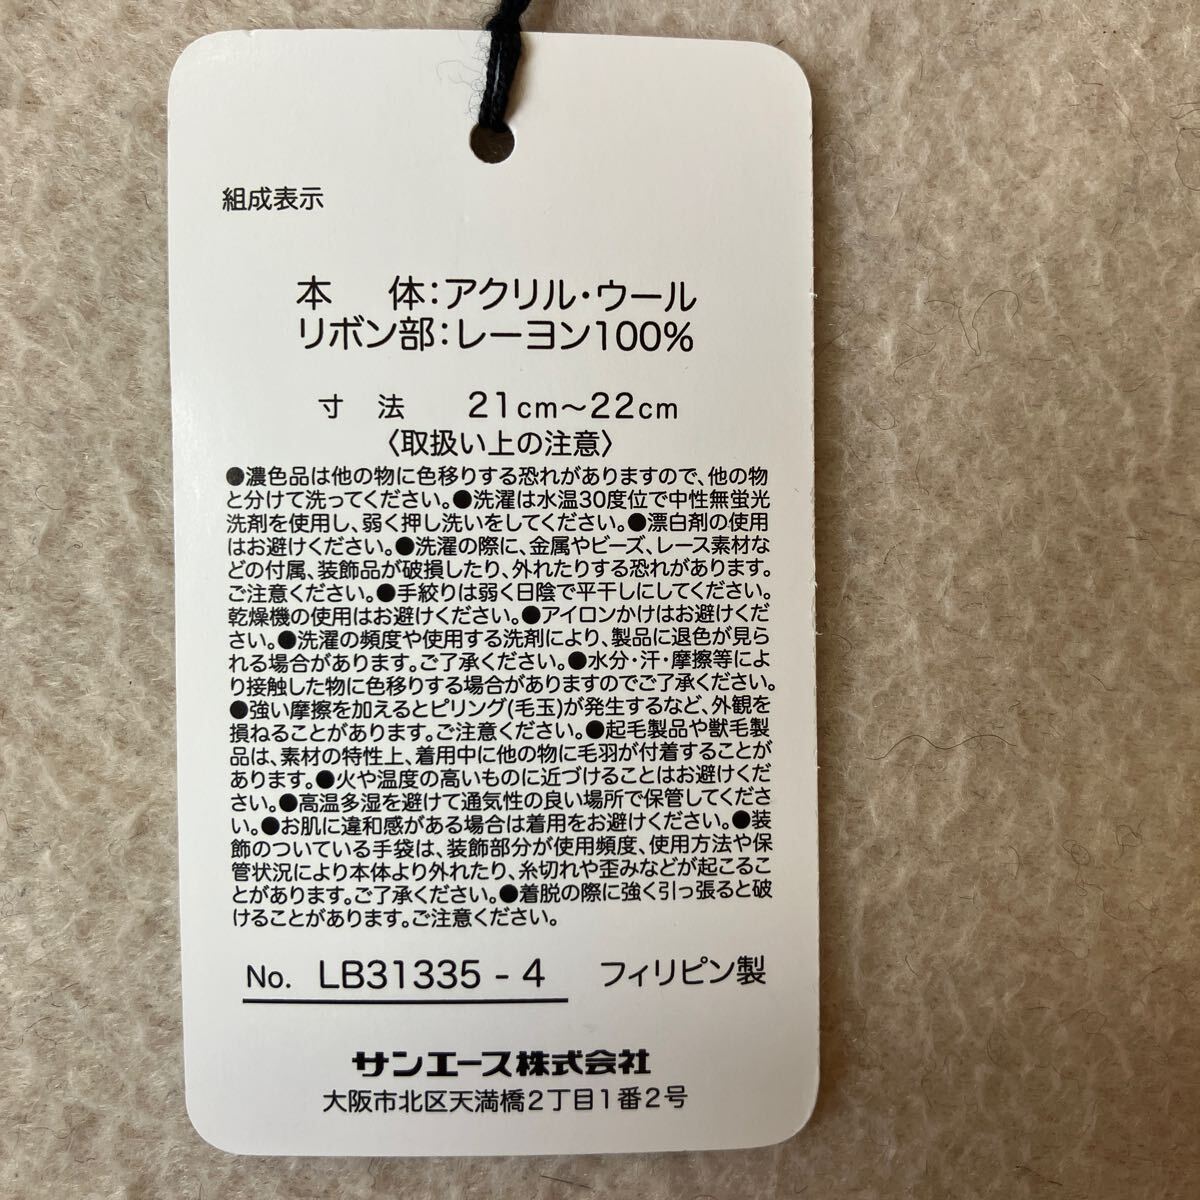 組成表示
本　体：アクリル・ウール
リボン部：レーヨン100%
寸　法　21cm～22cm
〈取扱い上の注意〉
●濃色品は他の物に色移りする恐れがありますので、他の物
と分けて洗ってください。●洗濯は水温30度位で中性無蛍光
洗剤を使用し、弱く押し洗いをしてください。●漂白剤の使用
はお避けください。●洗濯の際に、金属やビーズ、レース素材な
どの付属、装飾品が破損したり、外れたりする恐れがあります。
ご注意ください。●手絞りは弱く日陰で平干しにしてください。
乾燥機の使用はお避けください。●アイロンかけはお避けくだ
さい。●洗濯の頻度や使用する洗剤により、製品に退色が見ら
れる場合があります。ご了承ください。●水分・汗・摩擦等によ
り接触した物に色移りする場合がありますのでご了承ください。
●強い摩擦を加えるとピリング(毛玉)が発生するなど、外観を
損ねることがあります。ご注意ください。●起毛製品や獣毛製
品は、素材の特性上、着用中に他の物に毛羽が付着することが
あります。●火や温度の高いものに近づけることはお避けくだ
さい。●高温多湿を避けて通気性の良い場所で保管してくださ
い。●お肌に違和感がある場合は着用をお避けください。●装
飾のついている手袋は、装飾部分が使用頻度、使用方法や保
管状況により本体より外れたり、糸切れや歪みなどが起こるこ
とがあります。ご了承ください。●着脱の際に強く引っ張ると破
けることがあります。ご注意ください。
No. LB31335 - 4　フィリピン製
サンエース株式会社
大阪市北区天満橋2丁目1番2号